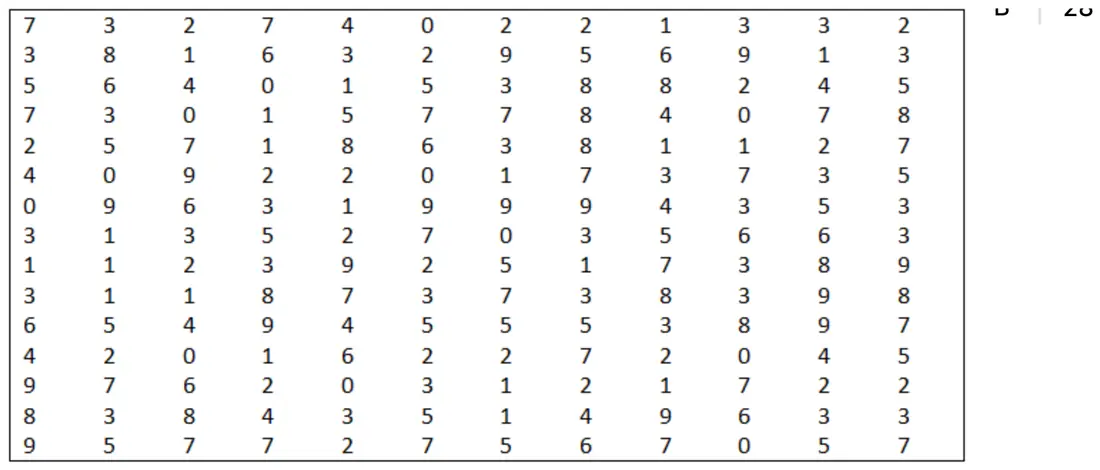 7 3 2 7 4 0 2 2 1 3 3 2
3 8 1 6 3 2 9 5 6 9 1 3
5 6 4 0 1 5 3 8 8 2 4 5
7 3 0 1 5 7 7 8 4 0 7 8
2 5 7 1 8 6 3 8 1 1 2 7
4 0 9 2 2 0 1 7 3 7 3 5
0 9 6 3 1 9 9 9 4 3 5 3
3 1 3 5 2 7 0 3 5 6 6 3
1 1 2 3 9 2 5 1 7 3 8 9
3 1 1 8 7 3 7 3 8 3 9 8
6 5 4 9 4 5 5 5 3 8 9 7
4 2 0 1 6 2 2 7 2 0 4 5
9 7 6 2 0 3 1 2 1 7 2 2
8 3 8 4 3 5 1 4 9 6 3 3
9 5 7 7 2 7 5 6 7 0 5 7